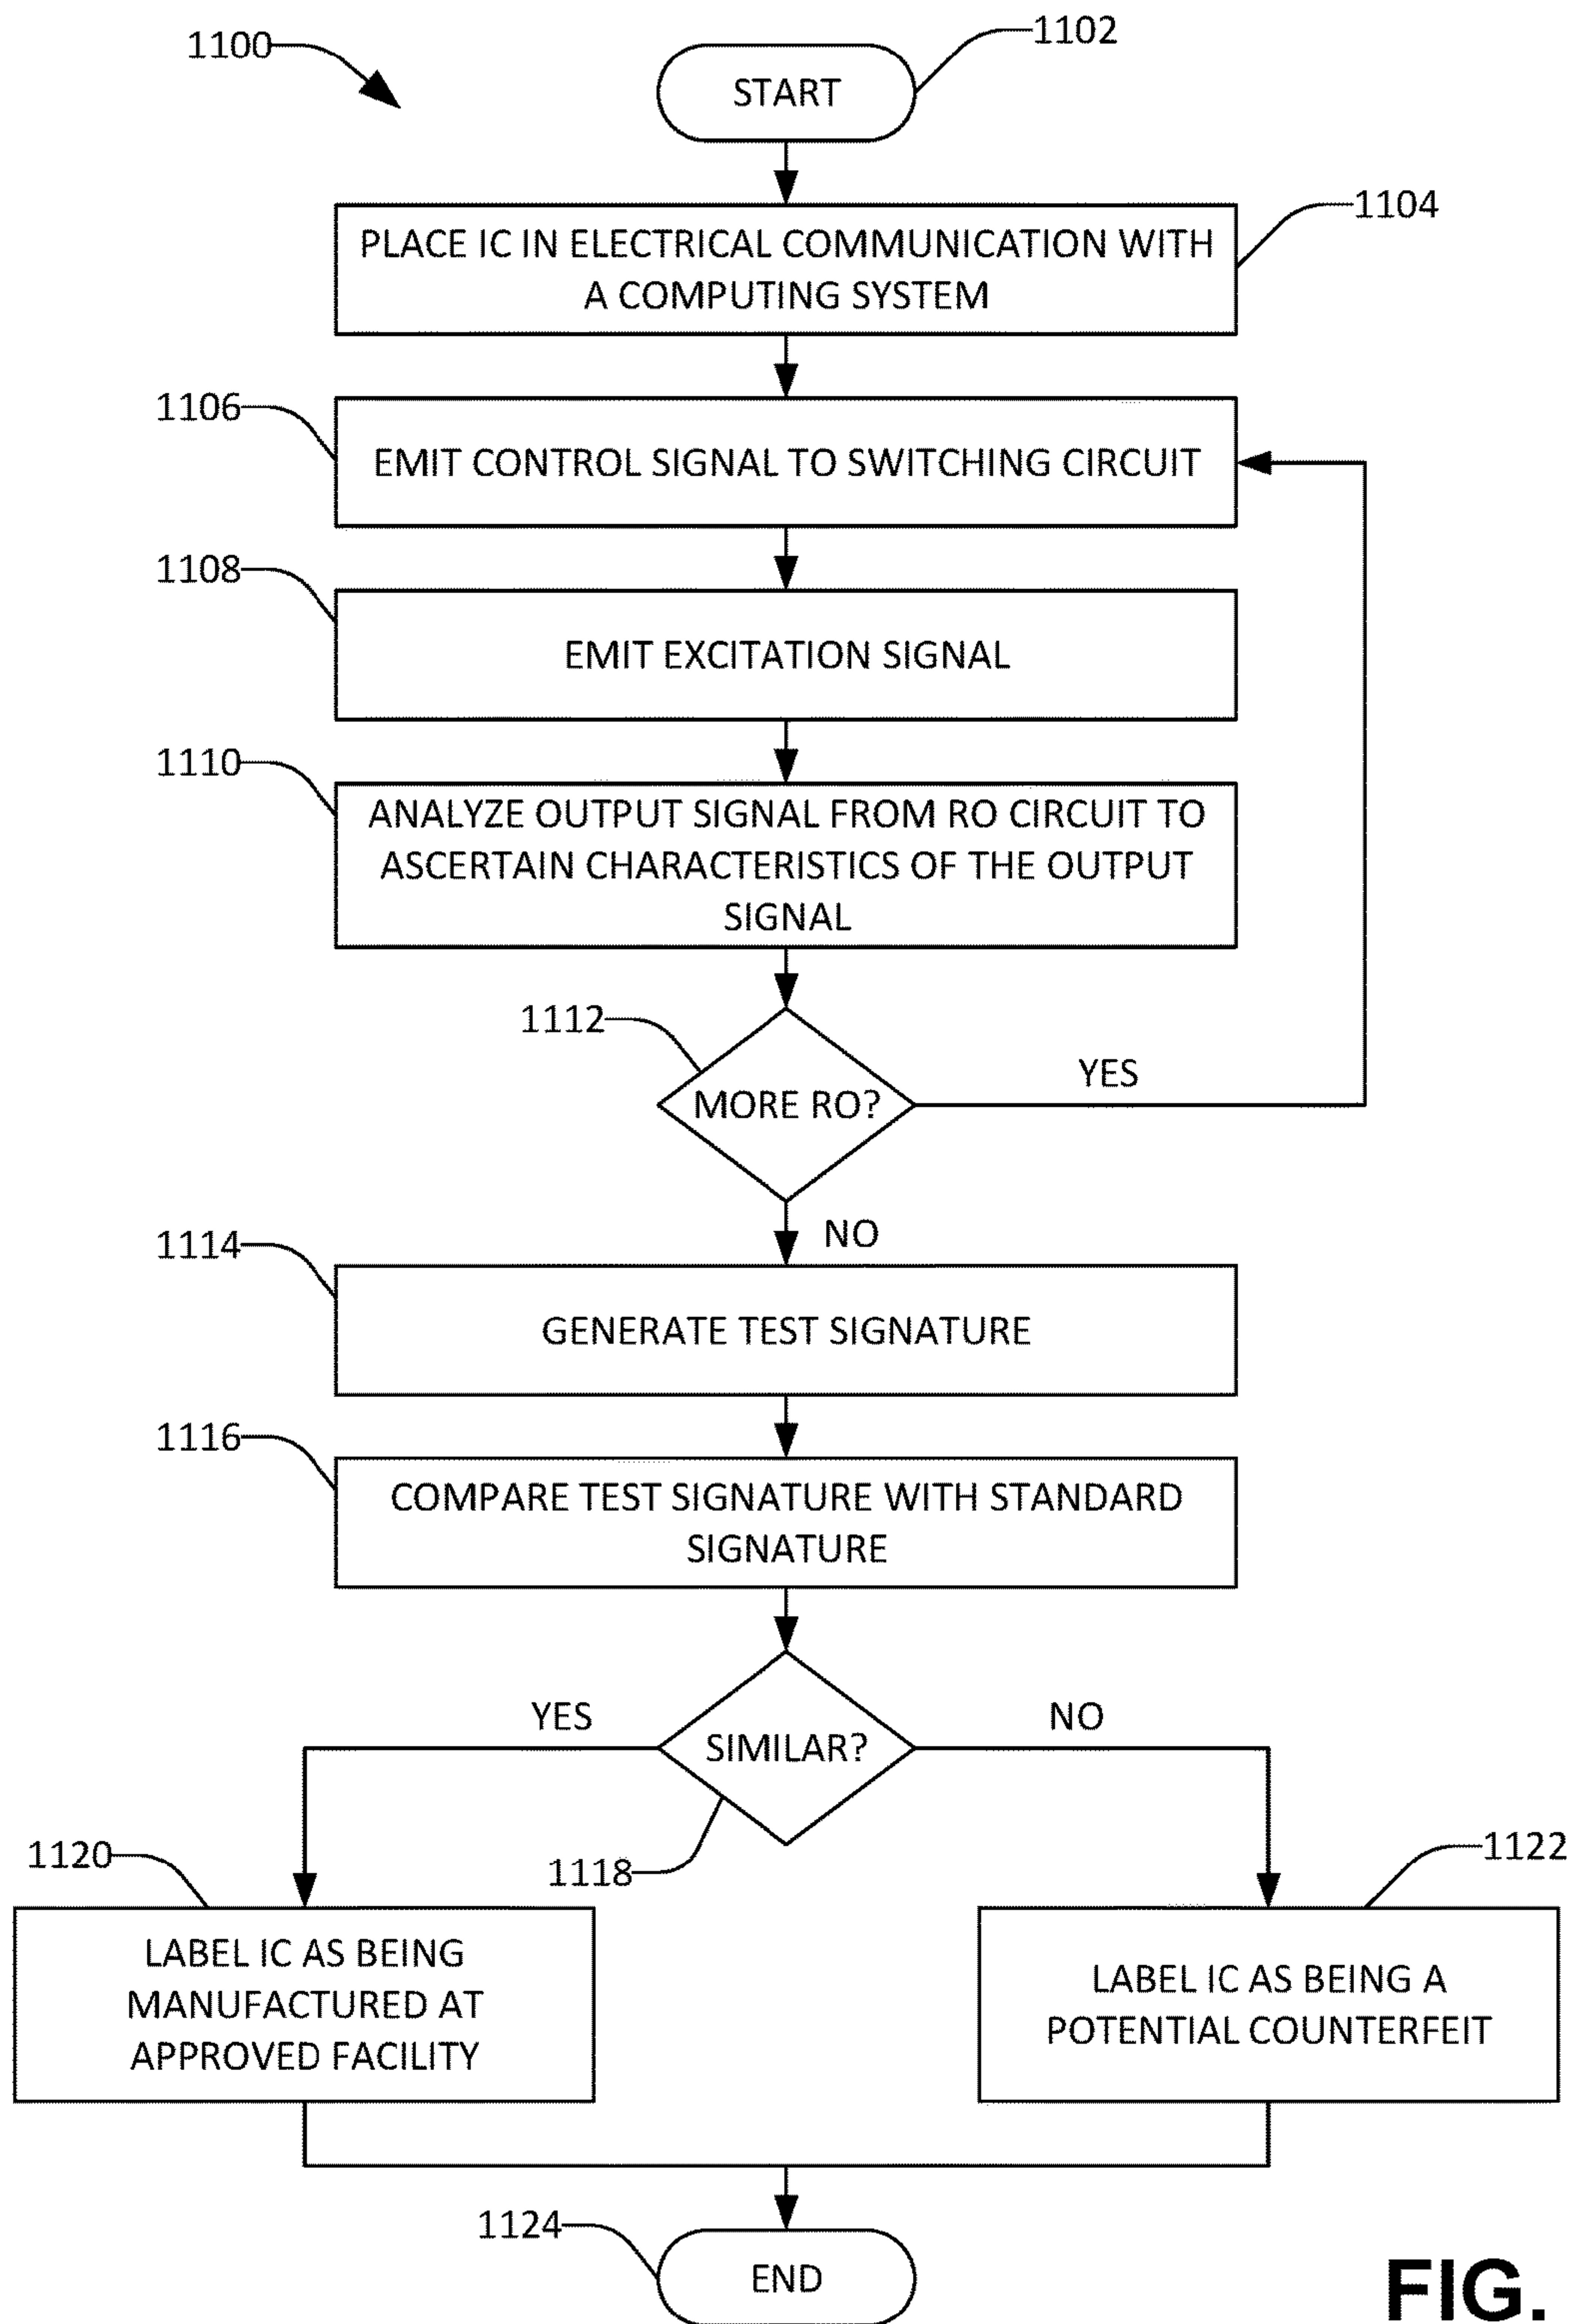 1100
1102
START
1104
PLACE IC IN ELECTRICAL COMMUNICATION WITH
A COMPUTING SYSTEM
1106
EMIT CONTROL SIGNAL TO SWITCHING CIRCUIT
1108
EMIT EXCITATION SIGNAL
1110
ANALYZE OUTPUT SIGNAL FROM RO CIRCUIT TO
ASCERTAIN CHARACTERISTICS OF THE OUTPUT
SIGNAL
1112
MORE RO?
YES
NO
1114
GENERATE TEST SIGNATURE
1116
COMPARE TEST SIGNATURE WITH STANDARD
SIGNATURE
YES
SIMILAR?
NO
1118
1120
LABEL IC AS BEING
MANUFACTURED AT
APPROVED FACILITY
1122
LABEL IC AS BEING A
POTENTIAL COUNTERFEIT
1124
END
FIG.